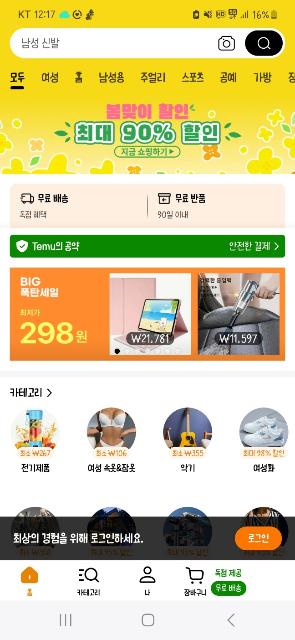 KT 12:17
16%
남성 신발
모두 여성 홈 남성용 주얼리 스포츠 공예 가방
봄맞이 할인
최대 90% 할인
지금 쇼핑하기
무료 배송
독점 혜택
무료 반품
90일 이내
Temu의 공약
안전한 결제
BIG
폭탄세일
최저가
298원
₩21,781
₩11,597
카테고리
최소 ₩267
최소 ₩106
최소 ₩355
최대 98% 할인
전기제품
여성 속옷&잠옷
악기
여성화
최상의 경험을 위해 로그인하세요.
로그인
홈
카테고리
나
장바구니
독점 제공
무료 배송